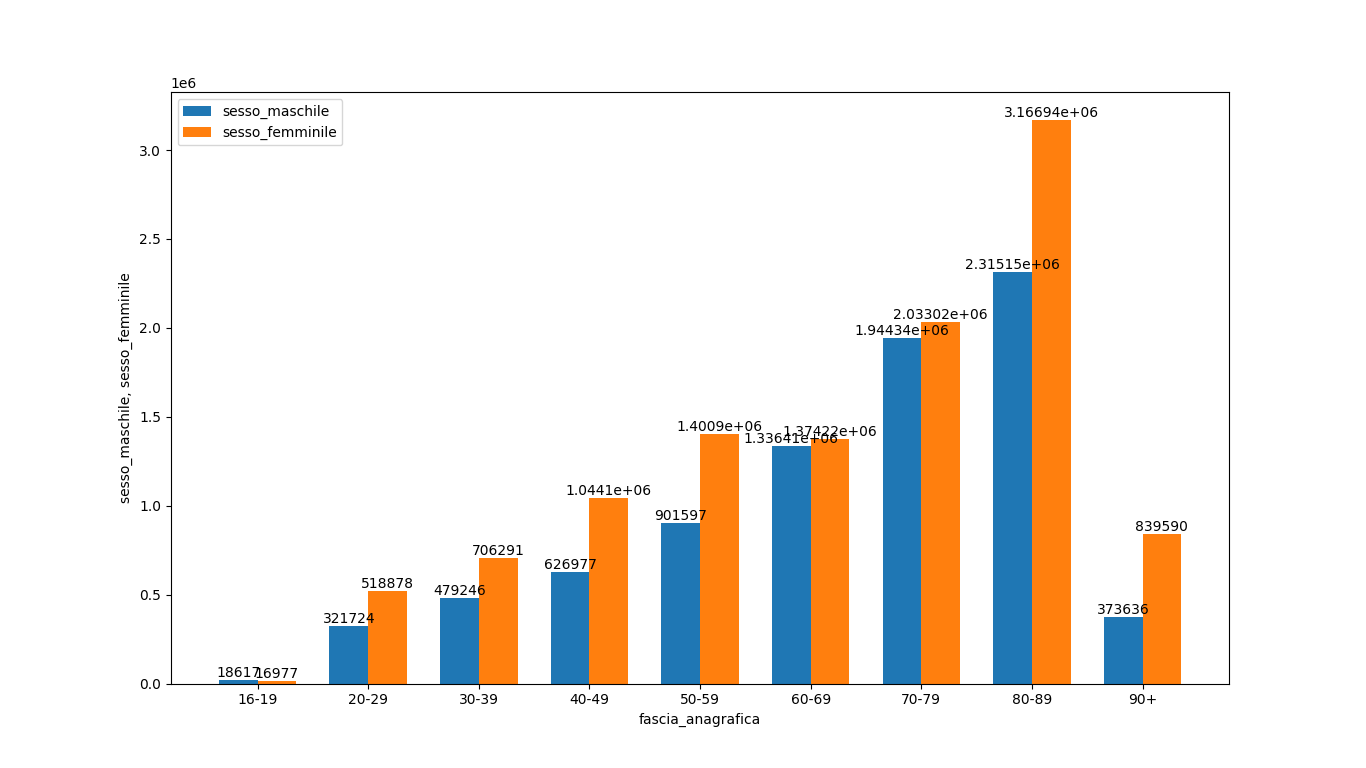 1e6
sesso_maschile
sesso_femminile
3.0
2.5
2.0
1.5
1.0
0.5
0.0
sesso_maschile, sesso_femminile
18617
16977
321724
518878
479246
706291
626977
1.0441e+06
901597
1.4009e+06
1.33641e+06
1.37422e+06
1.94434e+06
2.03302e+06
2.31515e+06
3.16694e+06
373636
839590
16-19 20-29 30-39 40-49 50-59 60-69 70-79 80-89 90+
fascia_anagrafica